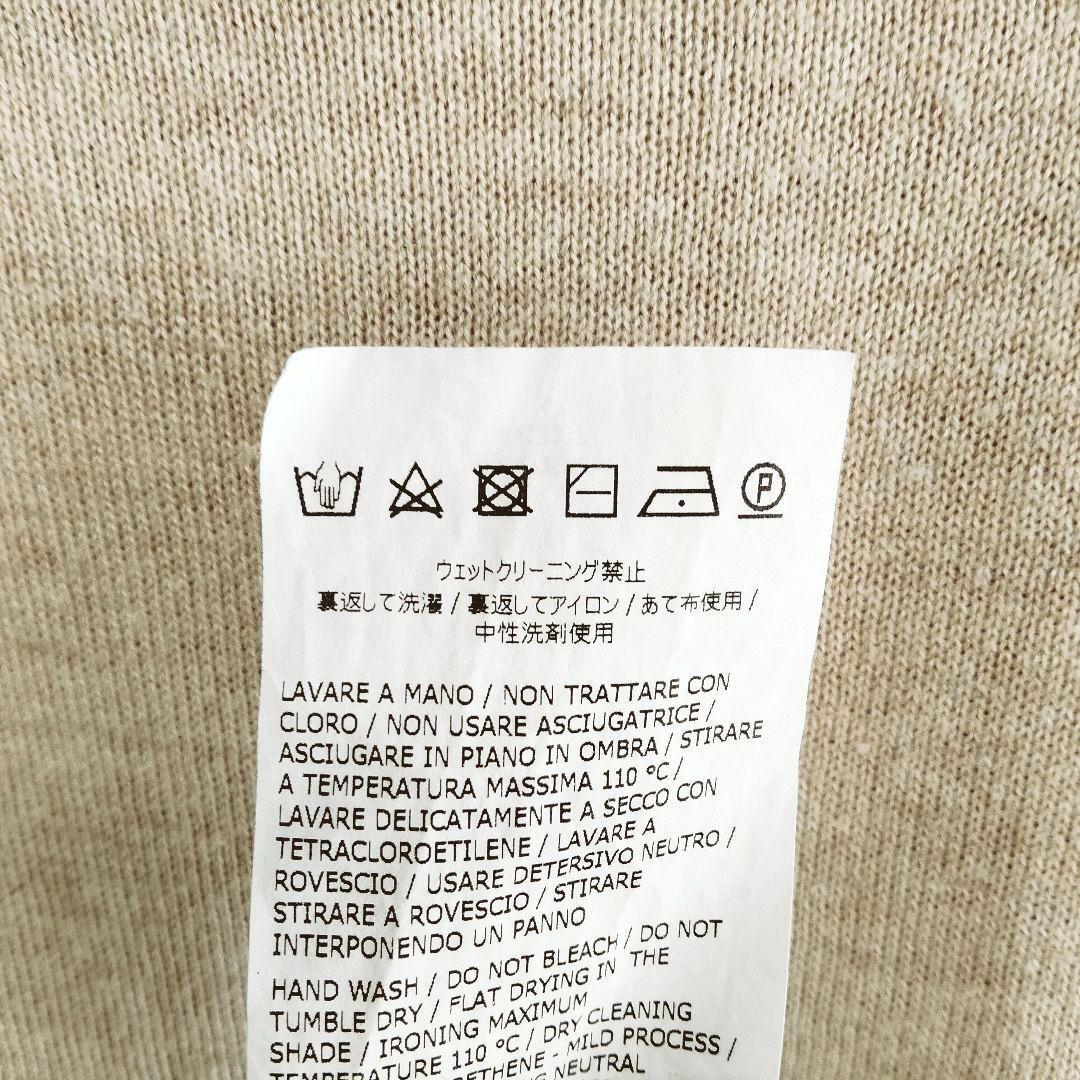 P
ウェットクリーニング禁止
裏返して洗濯 / 裏返してアイロン / あて布使用 /
中性洗剤使用
LAVARE A MANO / NON TRATTARE CON
CLORO / NON USARE ASCIUGATRICE /
ASCIUGARE IN PIANO IN OMBRA / STIRARE
A TEMPERATURA MASSIMA 110 °C /
LAVARE DELICATAMENTE A SECCO CON
TETRACLOROETILENE / LAVARE A
ROVESCIO / USARE DETERSIVO NEUTRO /
STIRARE A ROVESCIO / STIRARE
INTERPONENDO UN PANNO
HAND WASH / DO NOT BLEACH / DO NOT
TUMBLE DRY / FLAT DRYING IN THE
SHADE / IRONING MAXIMUM
TEMPERATURE 110 °C / DRY CLEANING
- MILD PROCESS /
NEUTRAL